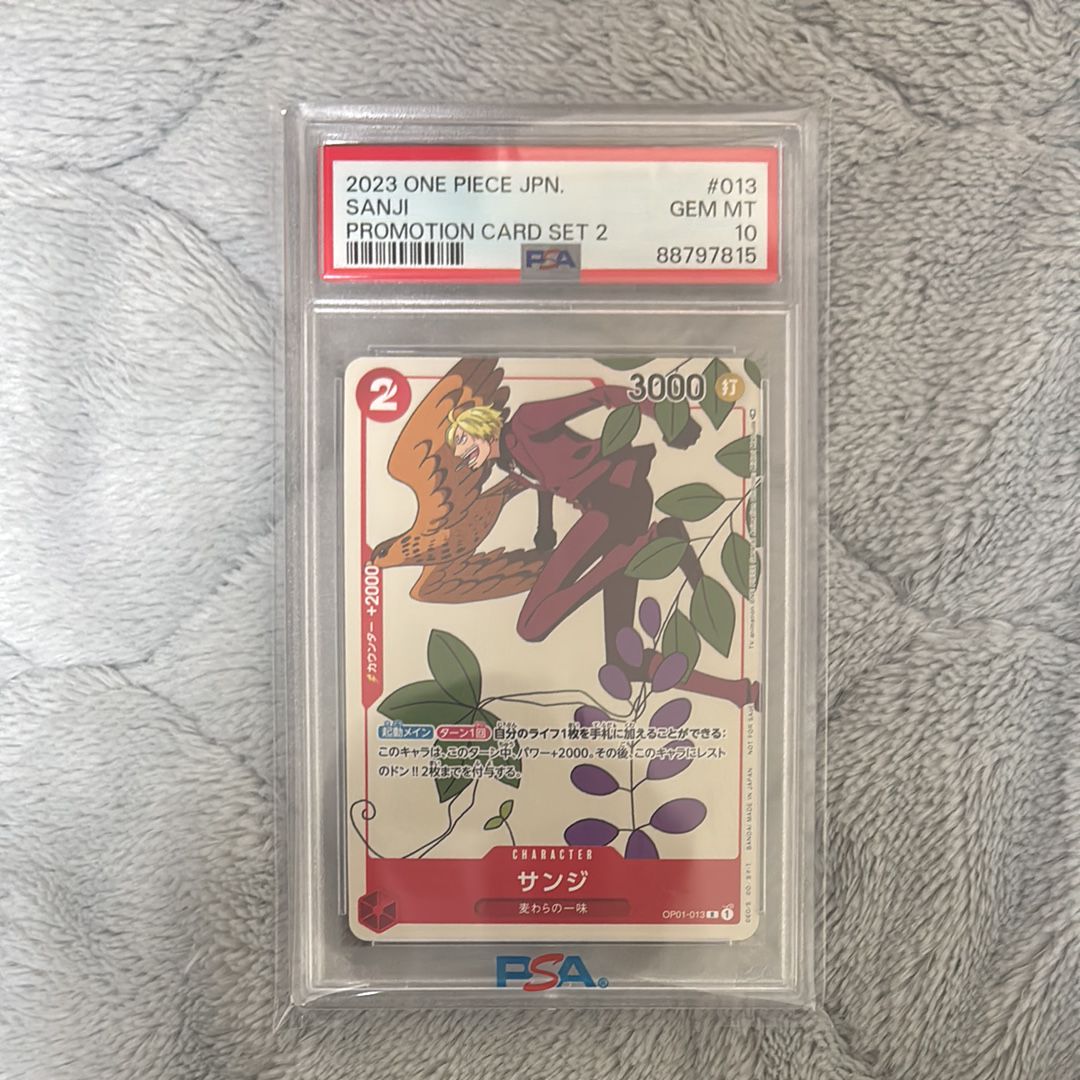 2023 ONE PIECE JPN.
#013
SANJI
GEM MT
PROMOTION CARD SET 2
10
PSA
88797815
2
3000
打
カウンター +2000
起動メイン ターン1回 自分のライフ1枚を手札に加えることができる:
このキャラは、このターン中、パワー+2000。その後、このキャラにレスト
のドン!!2枚までを付与する。
BANDAI MADE IN JAPAN
NOT FOR SALE
CHARACTER
サンジ
麦わらの一味
OP01-013 R 1
PSA®